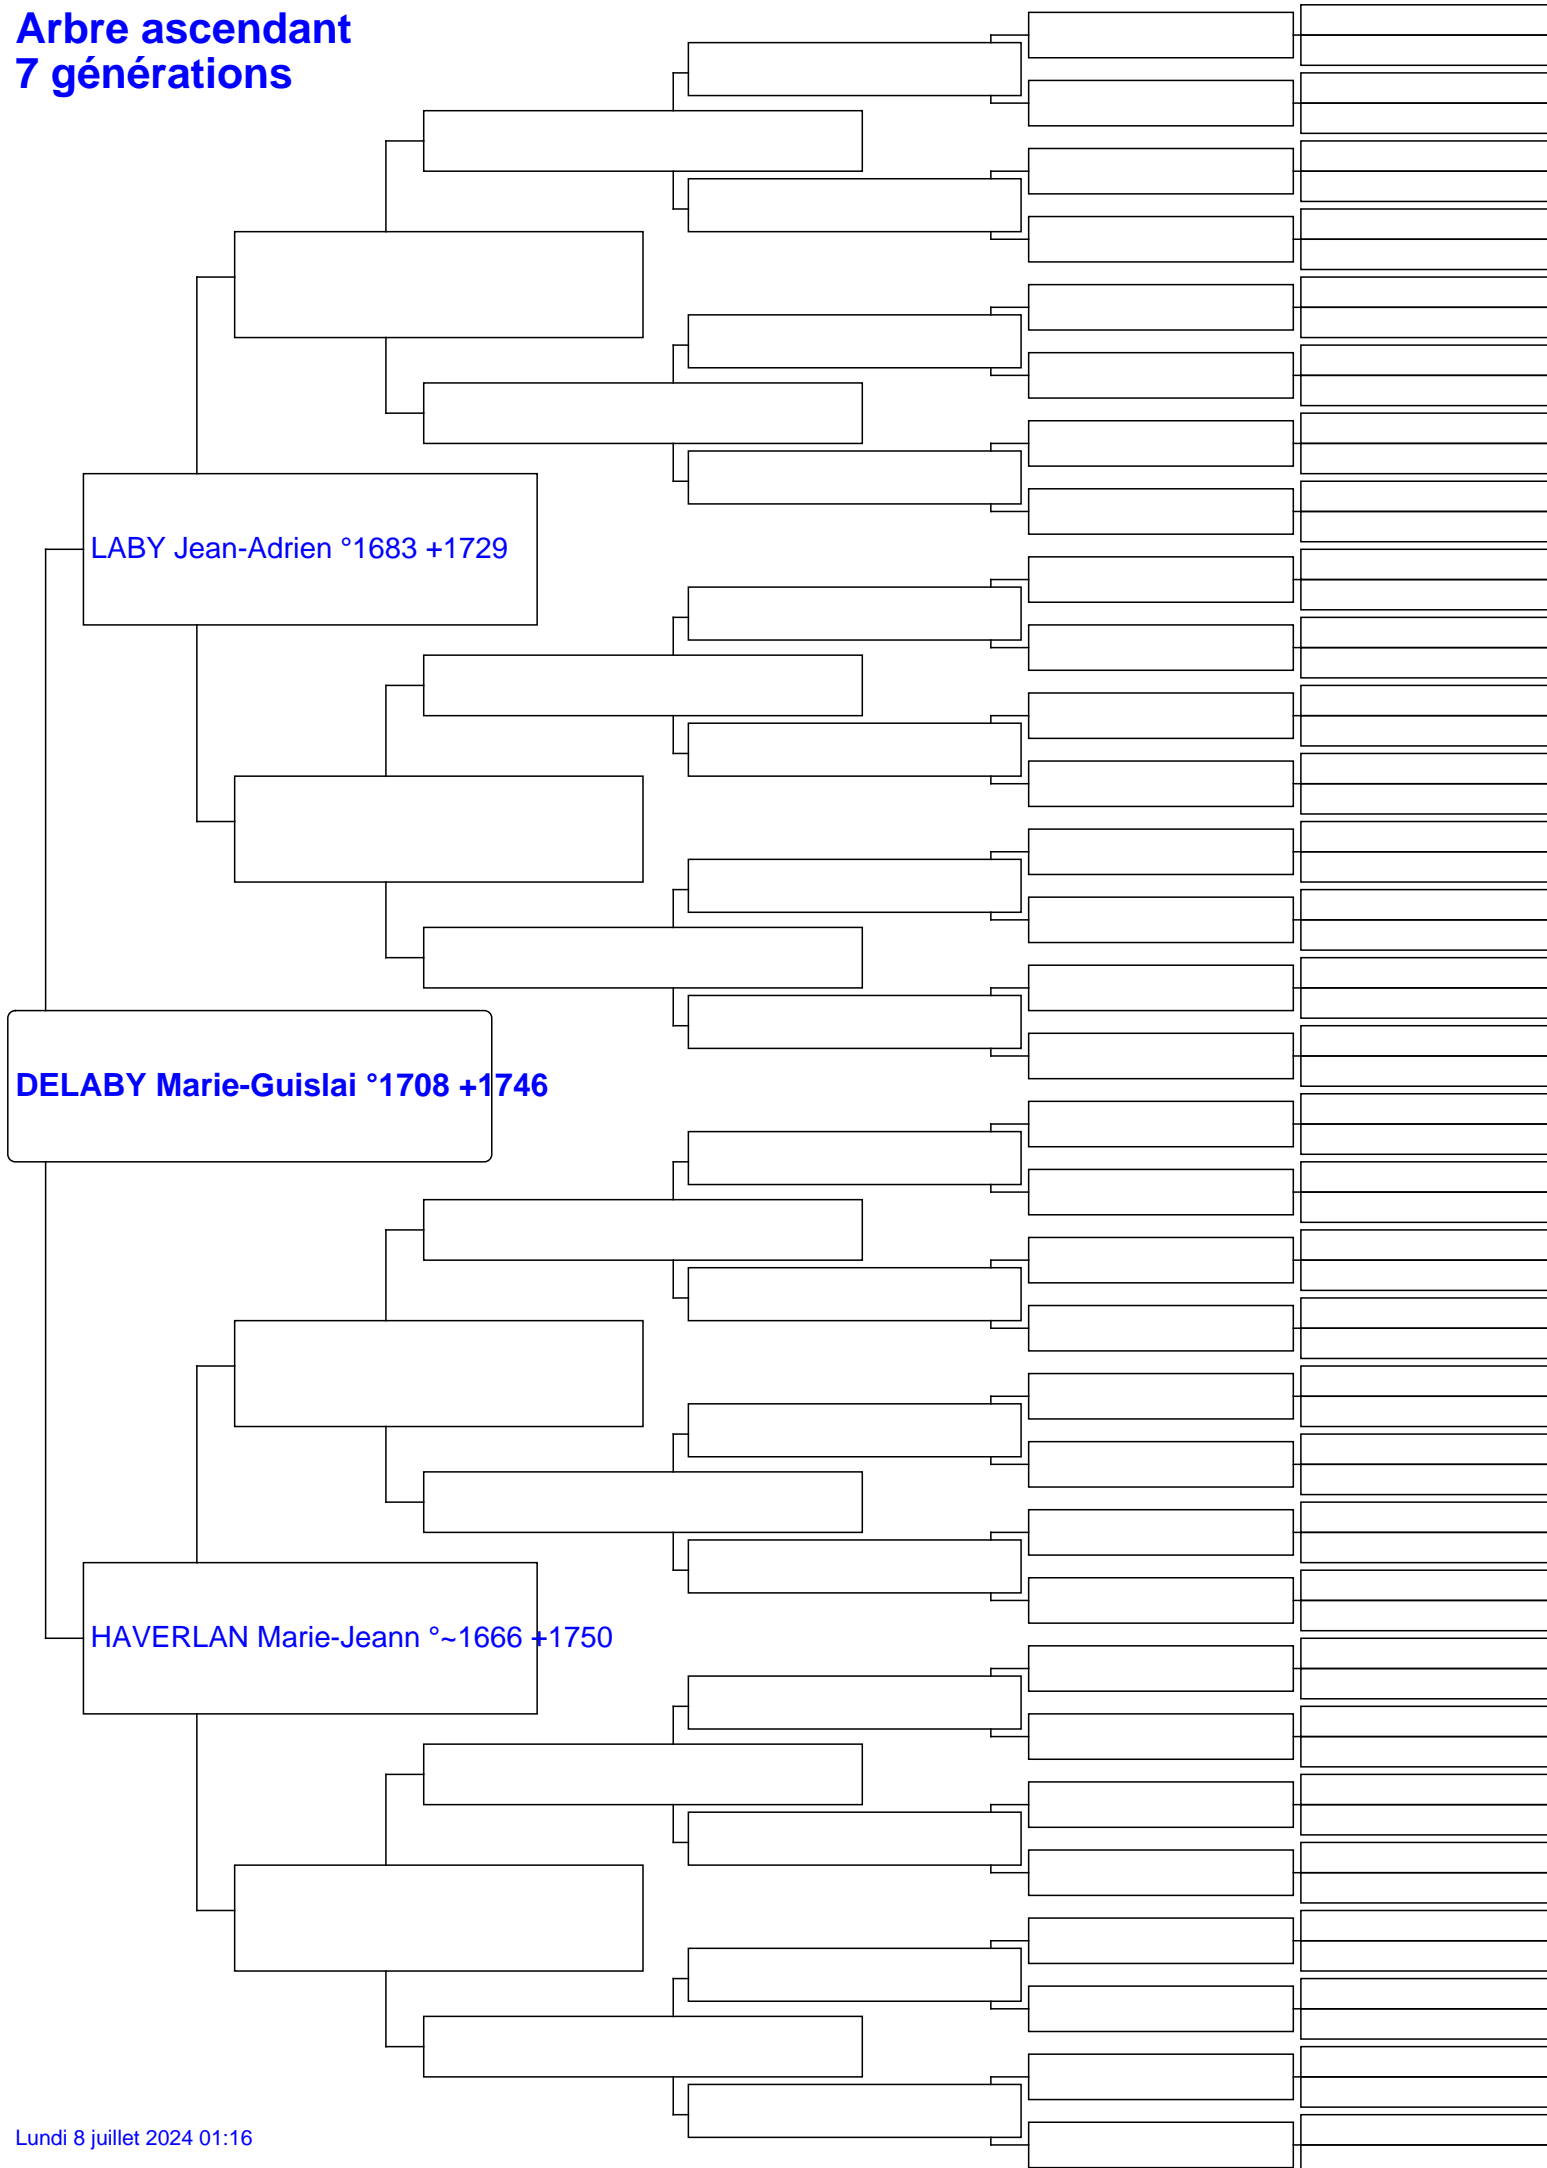 Arbre ascendant
7 générations
LABY Jean-Adrien °1683 +1729
DELABY Marie-Guislai °1708 +1746
HAVERLAN Marie-Jeann °~1666 +1750
Lundi 8 juillet 2024 01:16